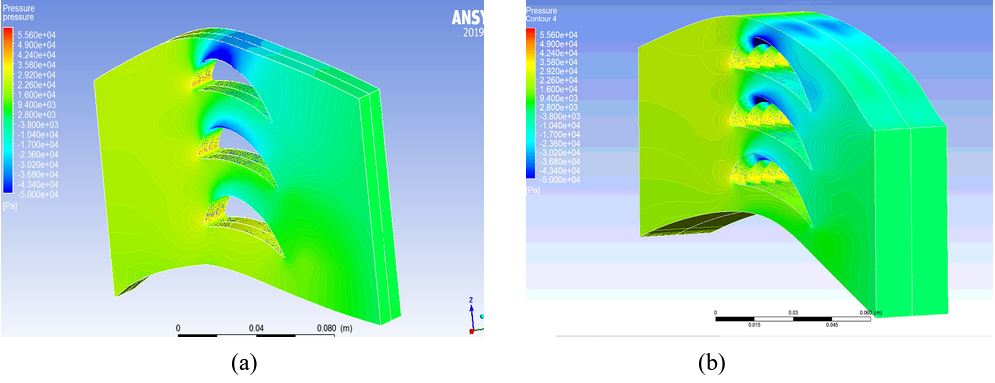 Pressure
pressure
5.560e+04
4.900e+04
4.240e+04
3.580e+04
2.920e+04
2.260e+04
1.600e+04
9.400e+03
2.800e+03
-3.800e+03
-1.040e+04
-1.700e+04
-2.360e+04
-3.020e+04
-3.680e+04
-4.340e+04
-5.000e+04
[Pa]
ANSY
2019
0
0.04
0.080 (m)
z
(a)
Pressure
Contour 4
5.560e+04
4.900e+04
4.240e+04
3.580e+04
2.920e+04
2.260e+04
1.600e+04
9.400e+03
2.800e+03
-3.800e+03
-1.040e+04
-1.700e+04
-2.360e+04
-3.020e+04
-3.680e+04
-4.340e+04
-5.000e+04
[Pa]
0
0.03
0.060 (m)
0.015
0.045
(b)